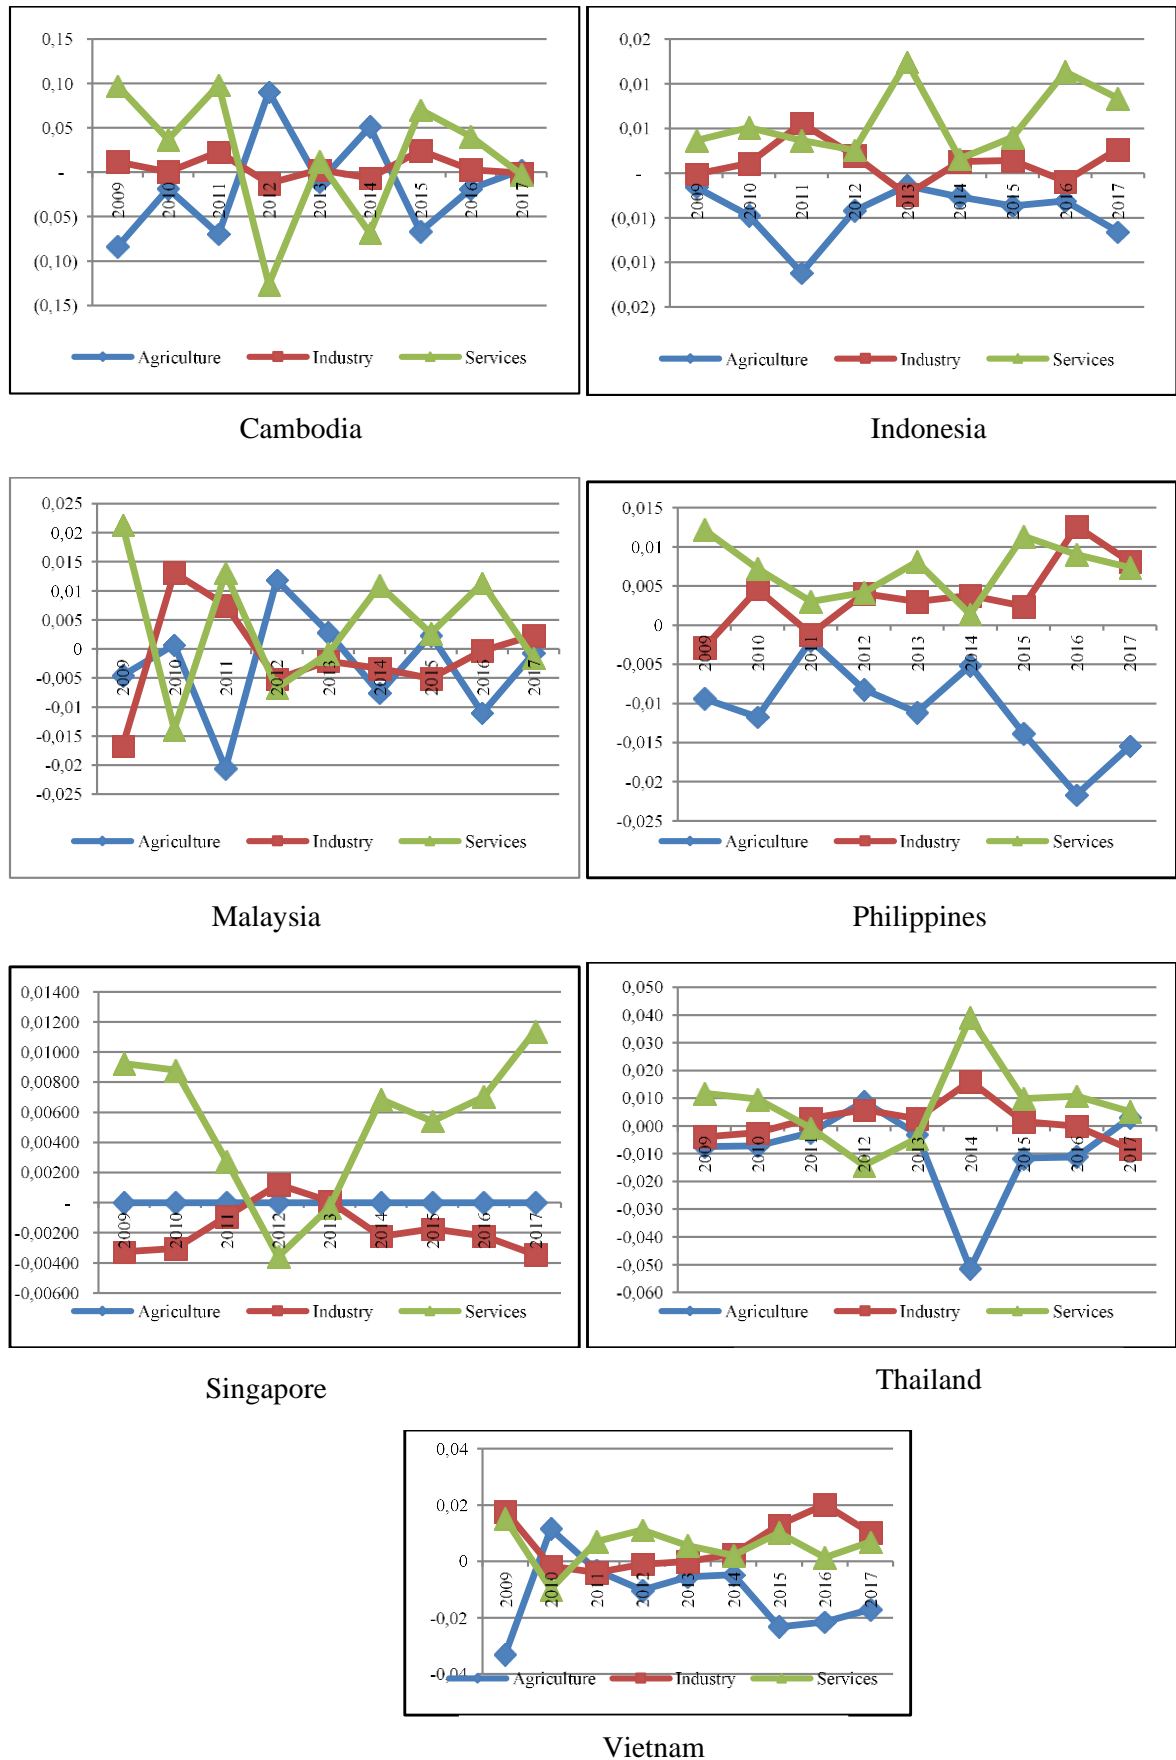 0,15
0,10
0,05
-
(0,05)
(0,10)
(0,15)
2009 2010 2011 2012 2013 2014 2015 2016 2017
Agriculture Industry Services
0,02
0,01
0,01
-
(0,01)
(0,01)
(0,02)
2009 2010 2011 2012 2013 2014 2015 2016 2017
Agriculture Industry Services
Cambodia
Indonesia
0,025
0,02
0,015
0,01
0,005
0
-0,005
-0,01
-0,015
-0,02
-0,025
2009 2010 2011 2012 2013 2014 2015 2016 2017
Agriculture Industry Services
0,015
0,01
0,005
0
-0,005
-0,01
-0,015
-0,02
-0,025
2009 2010 2011 2012 2013 2014 2015 2016 2017
Agriculture Industry Services
Malaysia
Philippines
0,01400
0,01200
0,01000
0,00800
0,00600
0,00400
0,00200
-
-0,00200
-0,00400
-0,00600
2009 2010 2011 2012 2013 2014 2015 2016 2017
Agriculture Industry Services
0,050
0,040
0,030
0,020
0,010
0,000
-0,010
-0,020
-0,030
-0,040
-0,050
-0,060
2009 2010 2011 2012 2013 2014 2015 2016 2017
Agriculture Industry Services
Singapore
Thailand
0,04
0,02
0
-0,02
-0,04
2009 2010 2011 2012 2013 2014 2015 2016 2017
Agriculture Industry Services
Vietnam